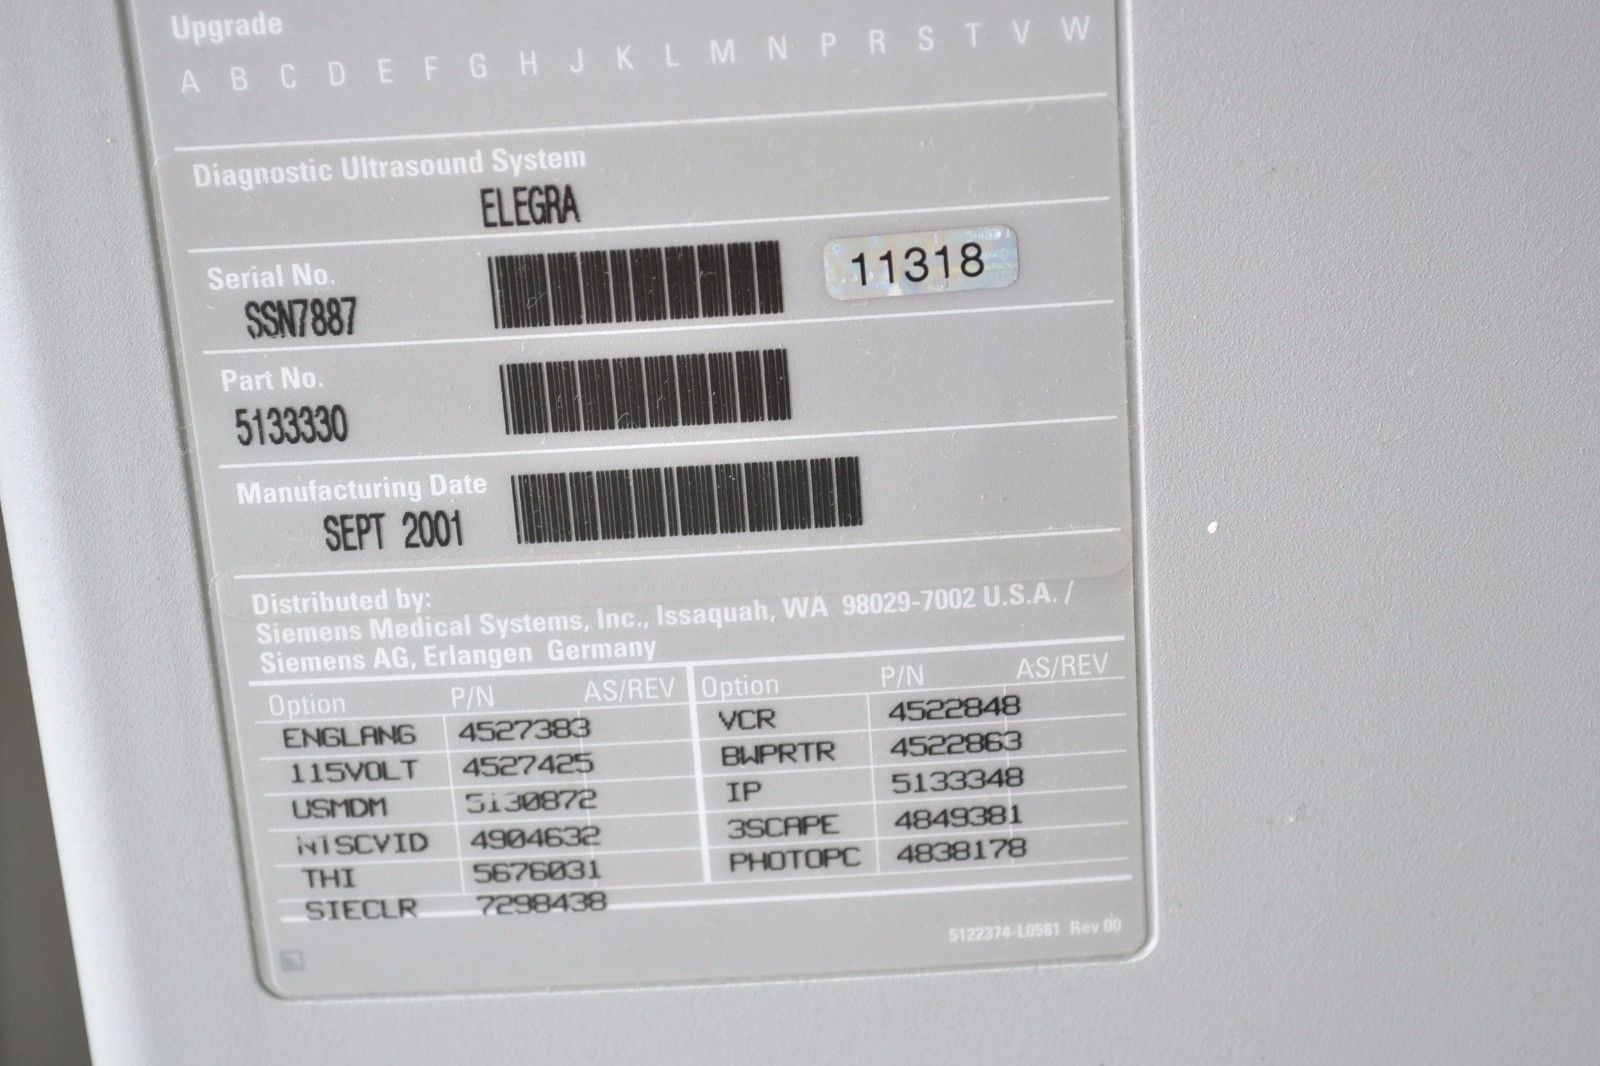 Upgrade
A B C D E F G H J K L M N P R S T V W
Diagnostic Ultrasound System
ELEGRA
Serial No.
SSN7887
11318
Part No.
5133330
Manufacturing Date
SEPT 2001
Distributed by:
Siemens Medical Systems, Inc., Issaquah, WA 98029-7002 U.S.A. /
Siemens AG, Erlangen Germany
Option P/N AS/REV Option P/N AS/REV
ENGLANG 4527383 VCR 4522848
115VOLT 4527425 BWPRTR 4522863
USMDM 5130872 IP 5133348
4904632 3SCAPE 4849381
THI 5676031 PHOTOPC 4838178
SIECLR 7298438
5122374-L0581 Rev 00